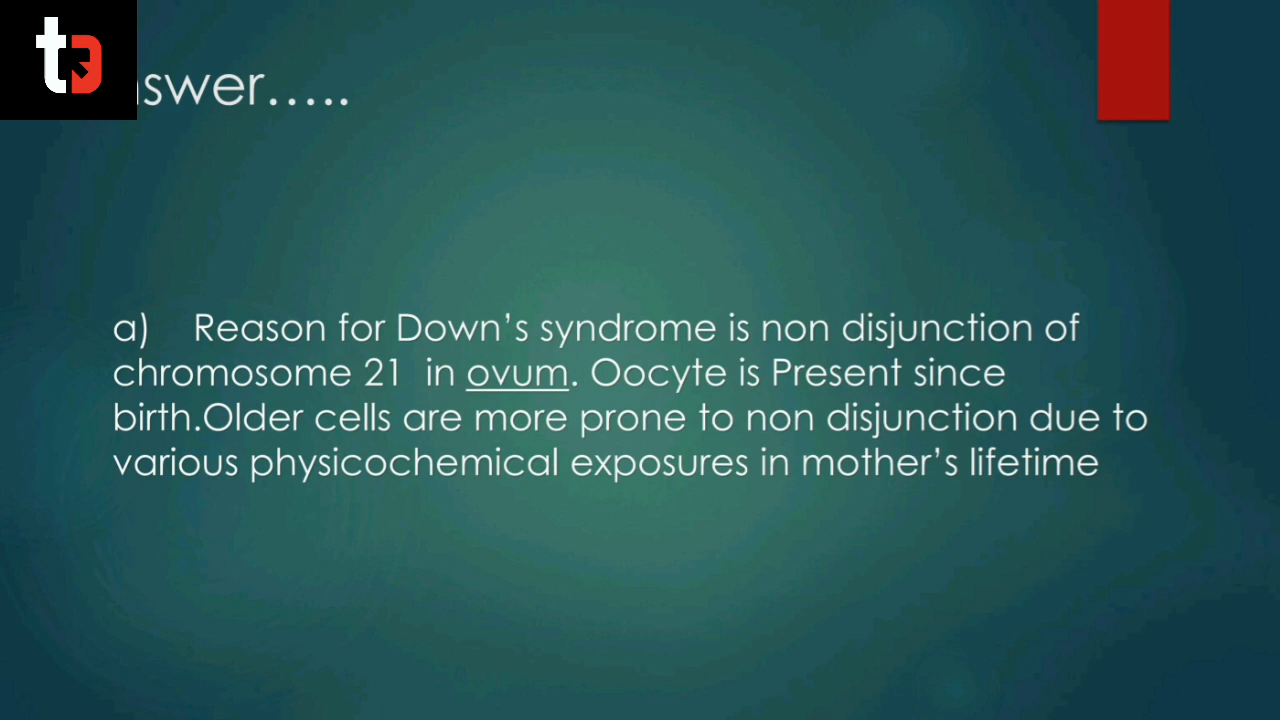 swer.....
a) Reason for Down's syndrome is non disjunction of
chromosome 21 in ovum. Oocyte is Present since
birth.Older cells are more prone to non disjunction due to
various physicochemical exposures in mother's lifetime